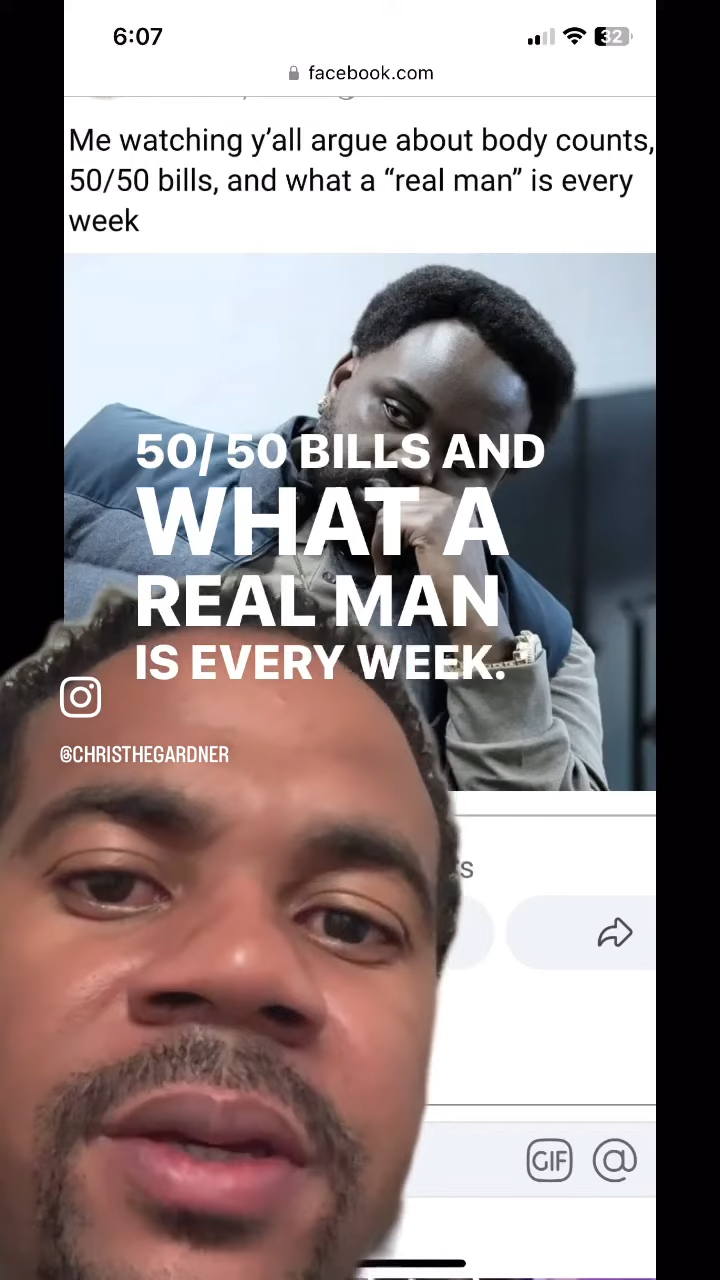 6:07
32
facebook.com
Me watching y’all argue about body counts,
50/50 bills, and what a “real man” is every
week
50/ 50 BILLS AND
WHAT A
REAL MAN
IS EVERY WEEK.
@CHRISTHEGARDNER
GIF
@